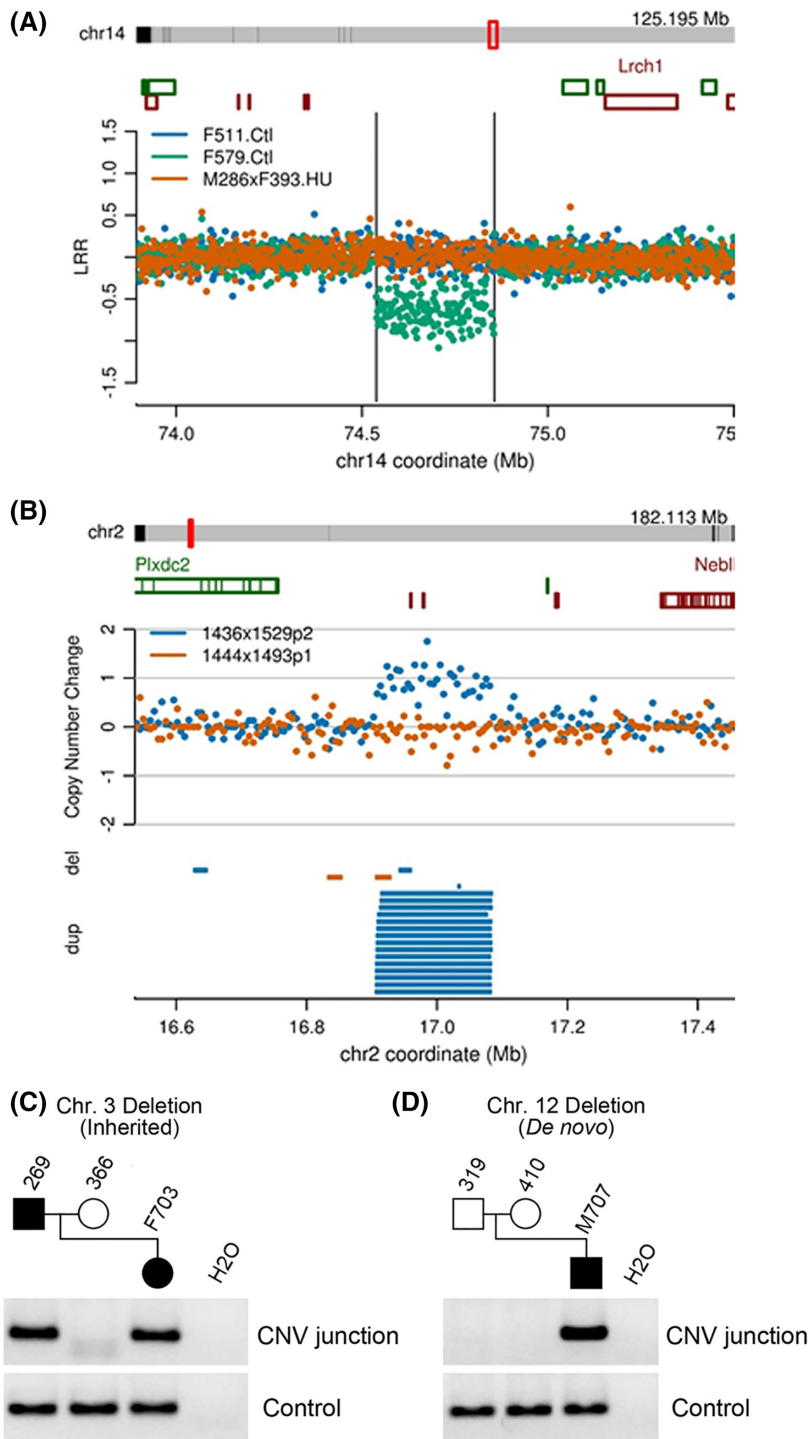 (A)
chr14
125.195 Mb
Lrch1
F511.Ctl
F579.Ctl
M286xF393.HU
1.5
1.0
0.5
-0.5
-1.5
LRR
74.0
74.5
75.0
75
chr14 coordinate (Mb)
(B)
chr2
182.113 Mb
Plxdc2
Nebl
1436x1529p2
1444x1493p1
2
1
0
-1
-2
Copy Number Change
del
dup
16.6
16.8
17.0
17.2
17.4
chr2 coordinate (Mb)
(C)
Chr. 3 Deletion
(Inherited)
269
366
F703
H2O
CNV junction
Control
(D)
Chr. 12 Deletion
(De novo)
319
410
M707
H2O
CNV junction
Control